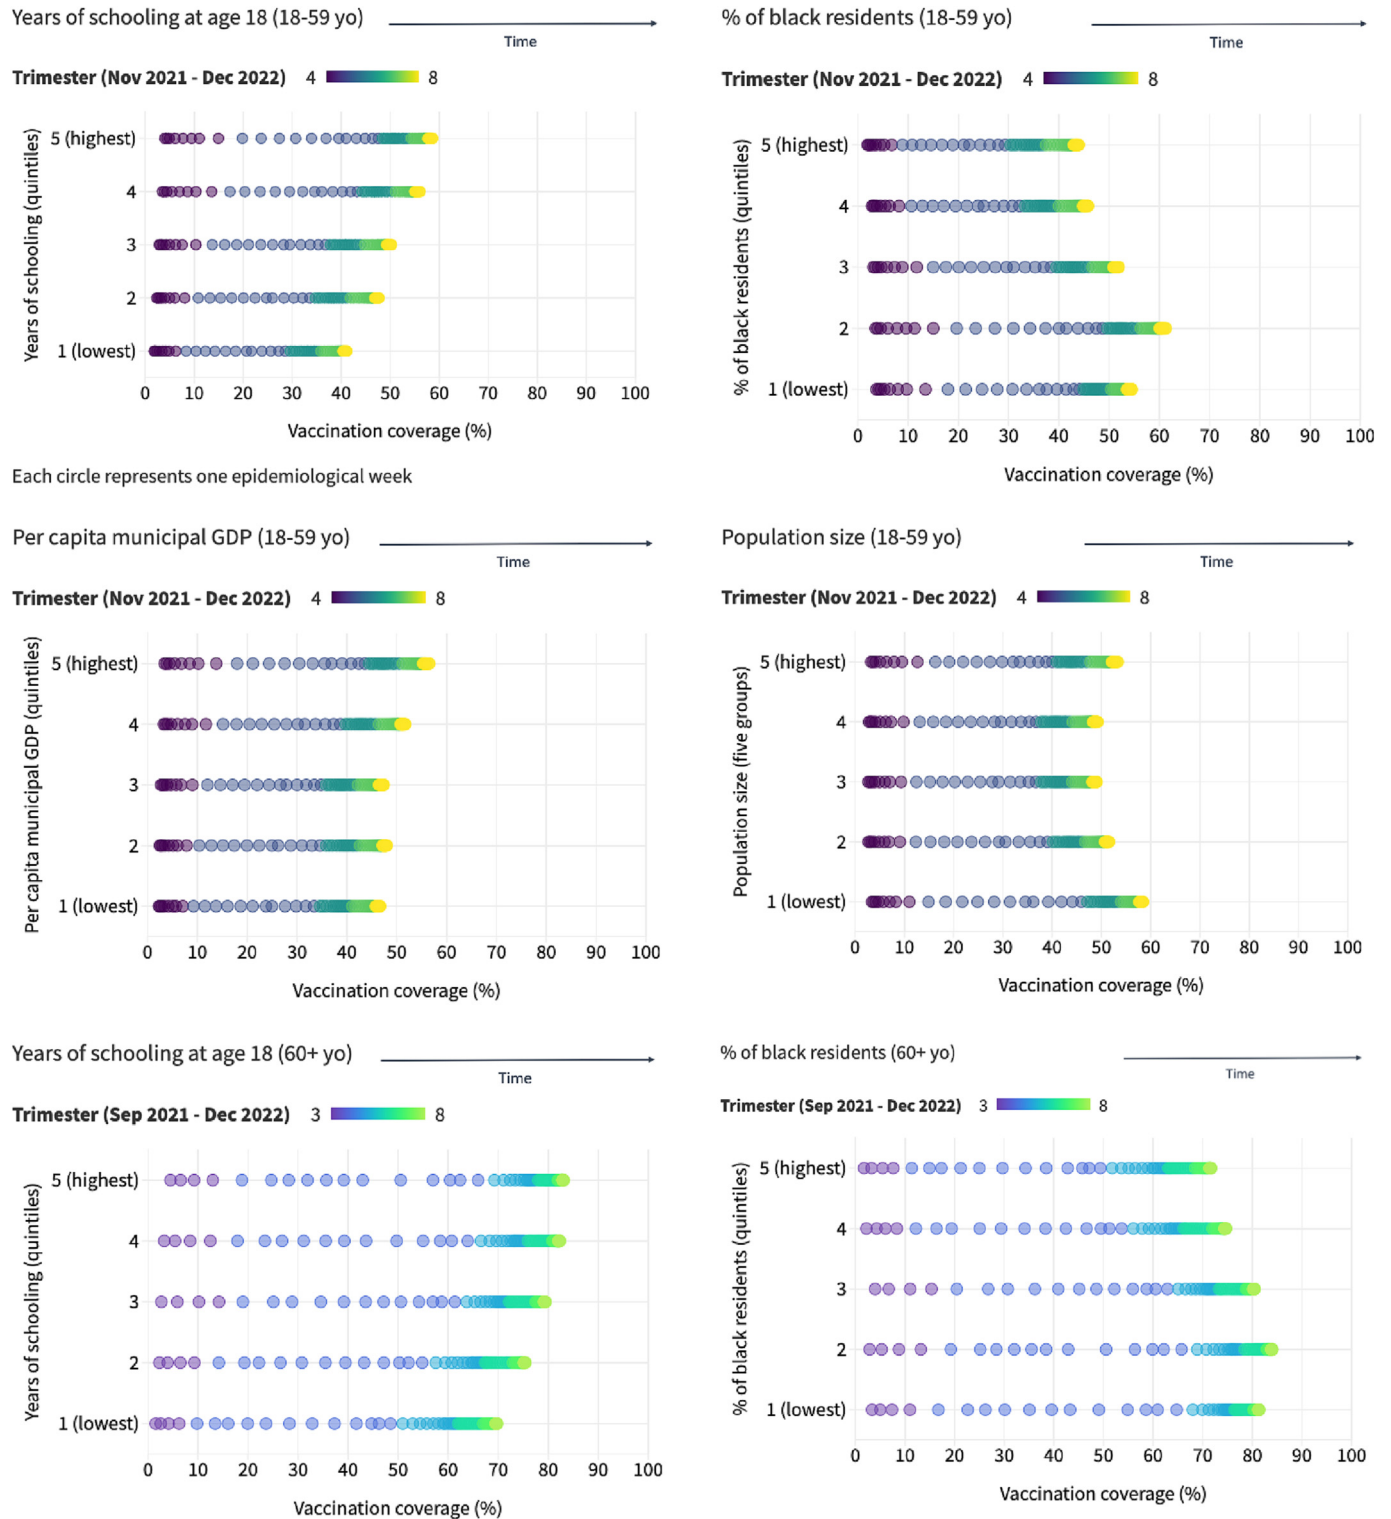 Years of schooling at age 18 (18-59 yo)
Time
Trimester (Nov 2021 - Dec 2022) 4 8
Years of schooling (quintiles)
5 (highest)
4
3
2
1 (lowest)
0 10 20 30 40 50 60 70 80 90 100
Vaccination coverage (%)
Each circle represents one epidemiological week
% of black residents (18-59 yo)
Time
Trimester (Nov 2021 - Dec 2022) 4 8
% of black residents (quintiles)
5 (highest)
4
3
2
1 (lowest)
0 10 20 30 40 50 60 70 80 90 100
Vaccination coverage (%)
Per capita municipal GDP (18-59 yo)
Time
Trimester (Nov 2021 - Dec 2022) 4 8
Per capita municipal GDP (quintiles)
5 (highest)
4
3
2
1 (lowest)
0 10 20 30 40 50 60 70 80 90 100
Vaccination coverage (%)
Population size (18-59 yo)
Time
Trimester (Nov 2021 - Dec 2022) 4 8
Population size (five groups)
5 (highest)
4
3
2
1 (lowest)
0 10 20 30 40 50 60 70 80 90 100
Vaccination coverage (%)
Years of schooling at age 18 (60+ yo)
Time
Trimester (Sep 2021 - Dec 2022) 3 8
Years of schooling (quintiles)
5 (highest)
4
3
2
1 (lowest)
0 10 20 30 40 50 60 70 80 90 100
Vaccination coverage (%)
% of black residents (60+ yo)
Time
Trimester (Sep 2021 - Dec 2022) 3 8
% of black residents (quintiles)
5 (highest)
4
3
2
1 (lowest)
0 10 20 30 40 50 60 70 80 90 100
Vaccination coverage (%)